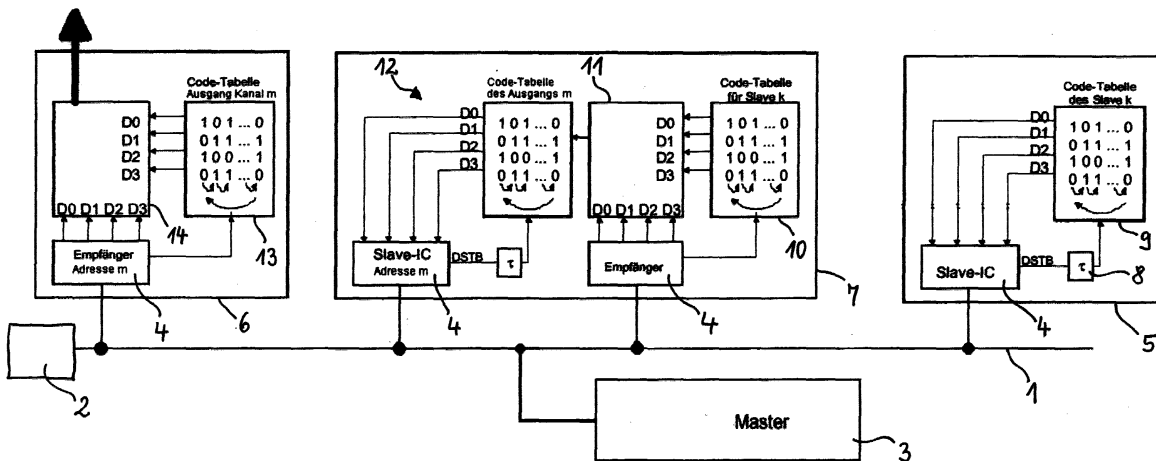 Code-Tabelle
Ausgang Kanal m
D0
D1
D2
D3
1 0 1 ... 0
0 1 1 ... 1
1 0 0 ... 1
0 1 1 ... 0
D0 D1 D2 D3
14
13
Empfänger
Adresse m
4
6
12
Code-Tabelle
des Ausgangs m
D0
D1
D2
D3
1 0 1 ... 0
0 1 1 ... 1
1 0 0 ... 1
0 1 1 ... 0
11
Code-Tabelle
für Slave k
D0
D1
D2
D3
1 0 1 ... 0
0 1 1 ... 1
1 0 0 ... 1
0 1 1 ... 0
D0 D1 D2 D3
10
Slave-IC
Adresse m
DSTB
τ
Empfänger
4
4
7
Code-Tabelle
des Slave k
D0
D1
D2
D3
1 0 1 ... 0
0 1 1 ... 1
1 0 0 ... 1
0 1 1 ... 0
9
Slave-IC
DSTB
τ
8
4
5
2
1
Master
3